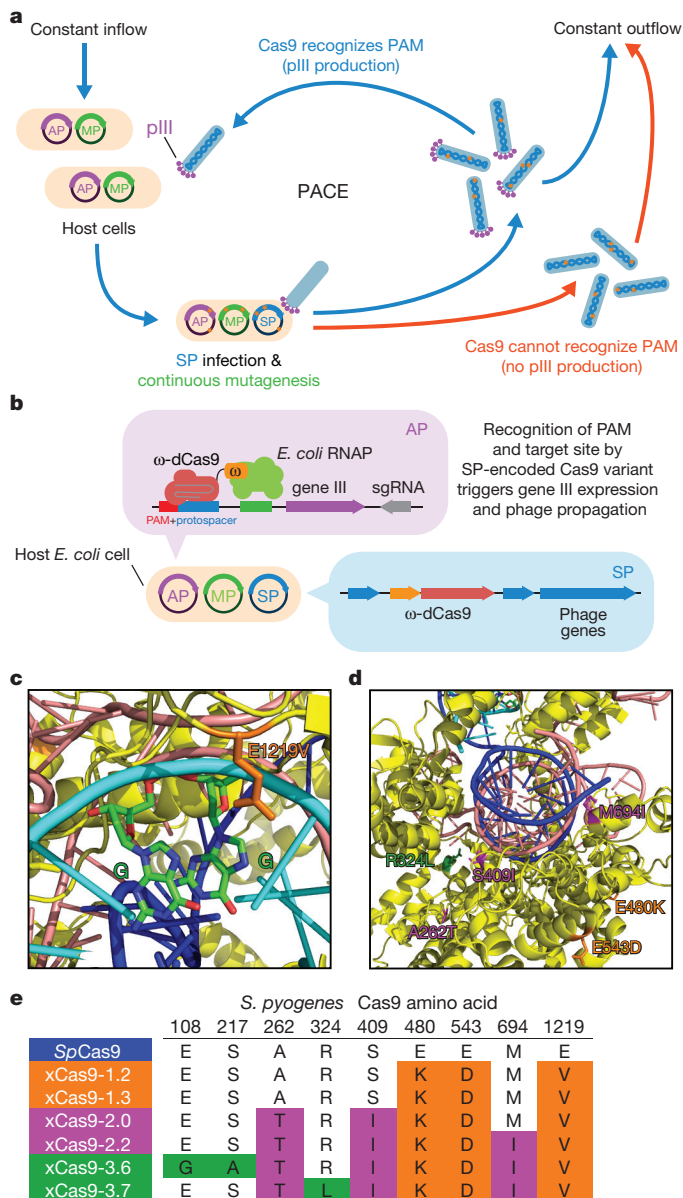 a
Constant inflow
Cas9 recognizes PAM
(pIII production)
Constant outflow
AP MP
pIII
AP MP
PACE
Host cells
AP MP SP
SP infection &
continuous mutagenesis
Cas9 cannot recognize PAM
(no pIII production)
b
AP
ω-dCas9
E. coli RNAP
ω
gene III sgRNA
PAM+protospacer
Recognition of PAM
and target site by
SP-encoded Cas9 variant
triggers gene III expression
and phage propagation
Host E. coli cell
AP MP SP
SP
ω-dCas9
Phage
genes
c
E1219V
G G
d
M694I
R324L
S409I
E480K
A262T
E543D
e
S. pyogenes Cas9 amino acid
108 217 262 324 409 480 543 694 1219
SpCas9 E S A R S E E M E
xCas9-1.2 E S A R S K D M V
xCas9-1.3 E S A R S K D M V
xCas9-2.0 E S T R I K D M V
xCas9-2.2 E S T R I K D I V
xCas9-3.6 G A T R I K D I V
xCas9-3.7 E S T L I K D I V